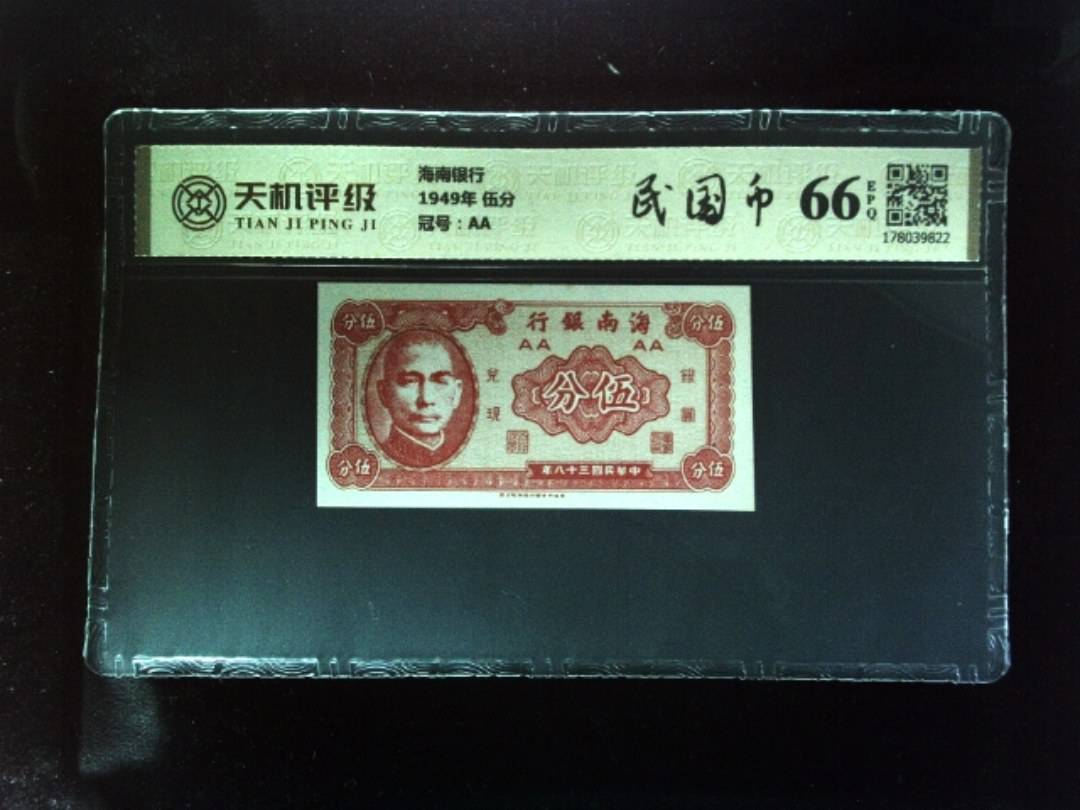 天机评级
TIAN JI PING JI
海南银行
1949年 伍分
冠号：AA
民国币
66
EPQ
178039822
伍分
海南銀行
伍分
AA
AA
兌現
伍分
銀圓
中華民國三十八年
伍分
伍分